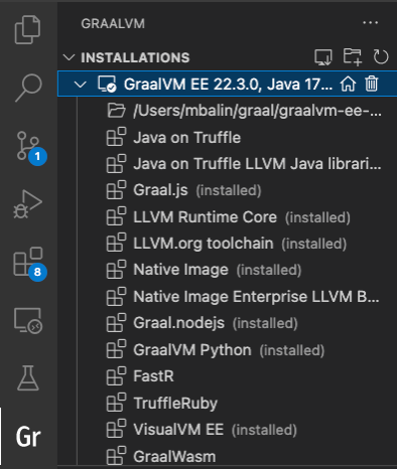 GRAALVM
INSTALLATIONS
GraalVM EE 22.3.0, Java 17...
/Users/mbalin/graal/graalvm-ee-...
Java on Truffle
1
Java on Truffle LLVM Java librari...
Graal.js (installed)
LLVM Runtime Core (installed)
LLVM.org toolchain (installed)
8
Native Image (installed)
Native Image Enterprise LLVM B...
Graal.nodejs (installed)
GraalVM Python (installed)
FastR
TruffleRuby
Gr
VisualVM EE (installed)
GraalWasm